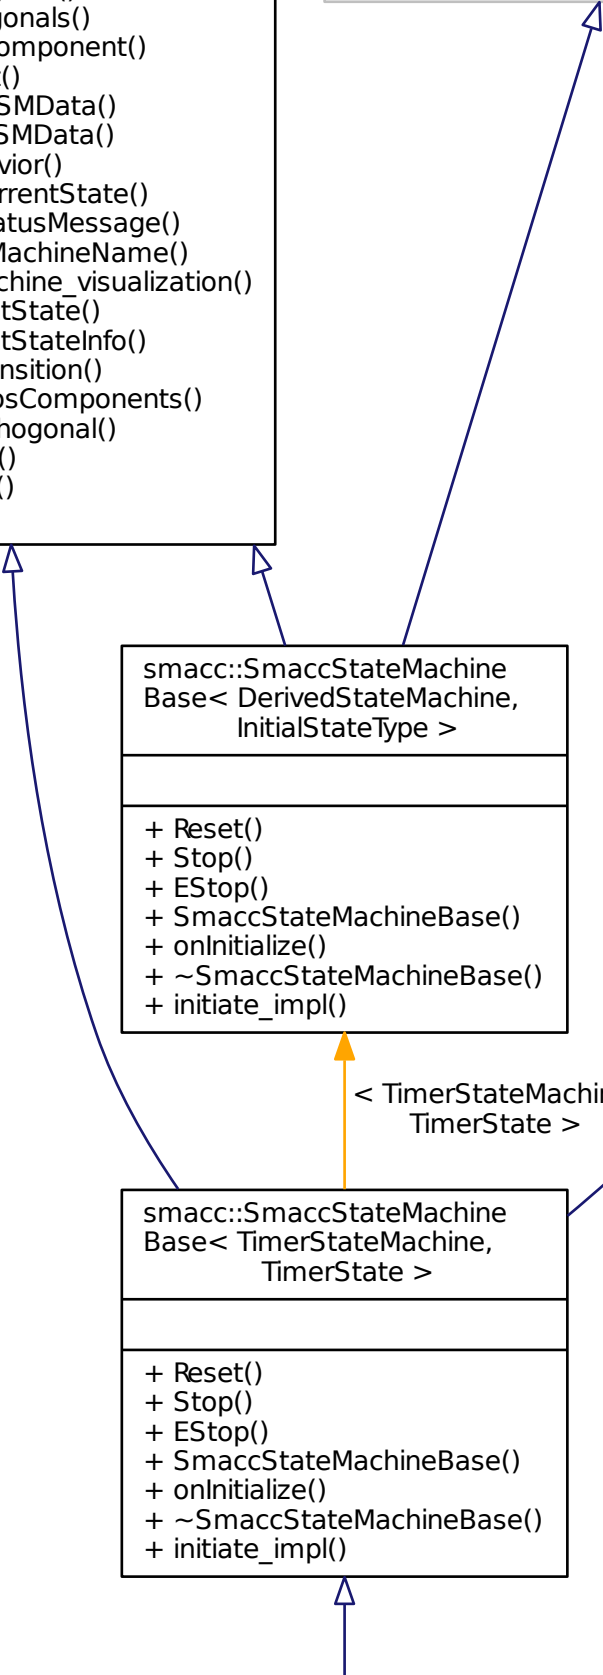 gonals()
omponent()
t()
SMData()
SMData()
vior()
rrentState()
atusMessage()
MachineName()
chine_visualization()
tState()
tStateInfo()
nsition()
osComponents()
hogonal()
()
()
smacc::SmaccStateMachine
Base< DerivedStateMachine,
InitialStateType >
+ Reset()
+ Stop()
+ EStop()
+ SmaccStateMachineBase()
+ onInitialize()
+ ~SmaccStateMachineBase()
+ initiate_impl()
< TimerStateMachin
TimerState >
smacc::SmaccStateMachine
Base< TimerStateMachine,
TimerState >
+ Reset()
+ Stop()
+ EStop()
+ SmaccStateMachineBase()
+ onInitialize()
+ ~SmaccStateMachineBase()
+ initiate_impl()